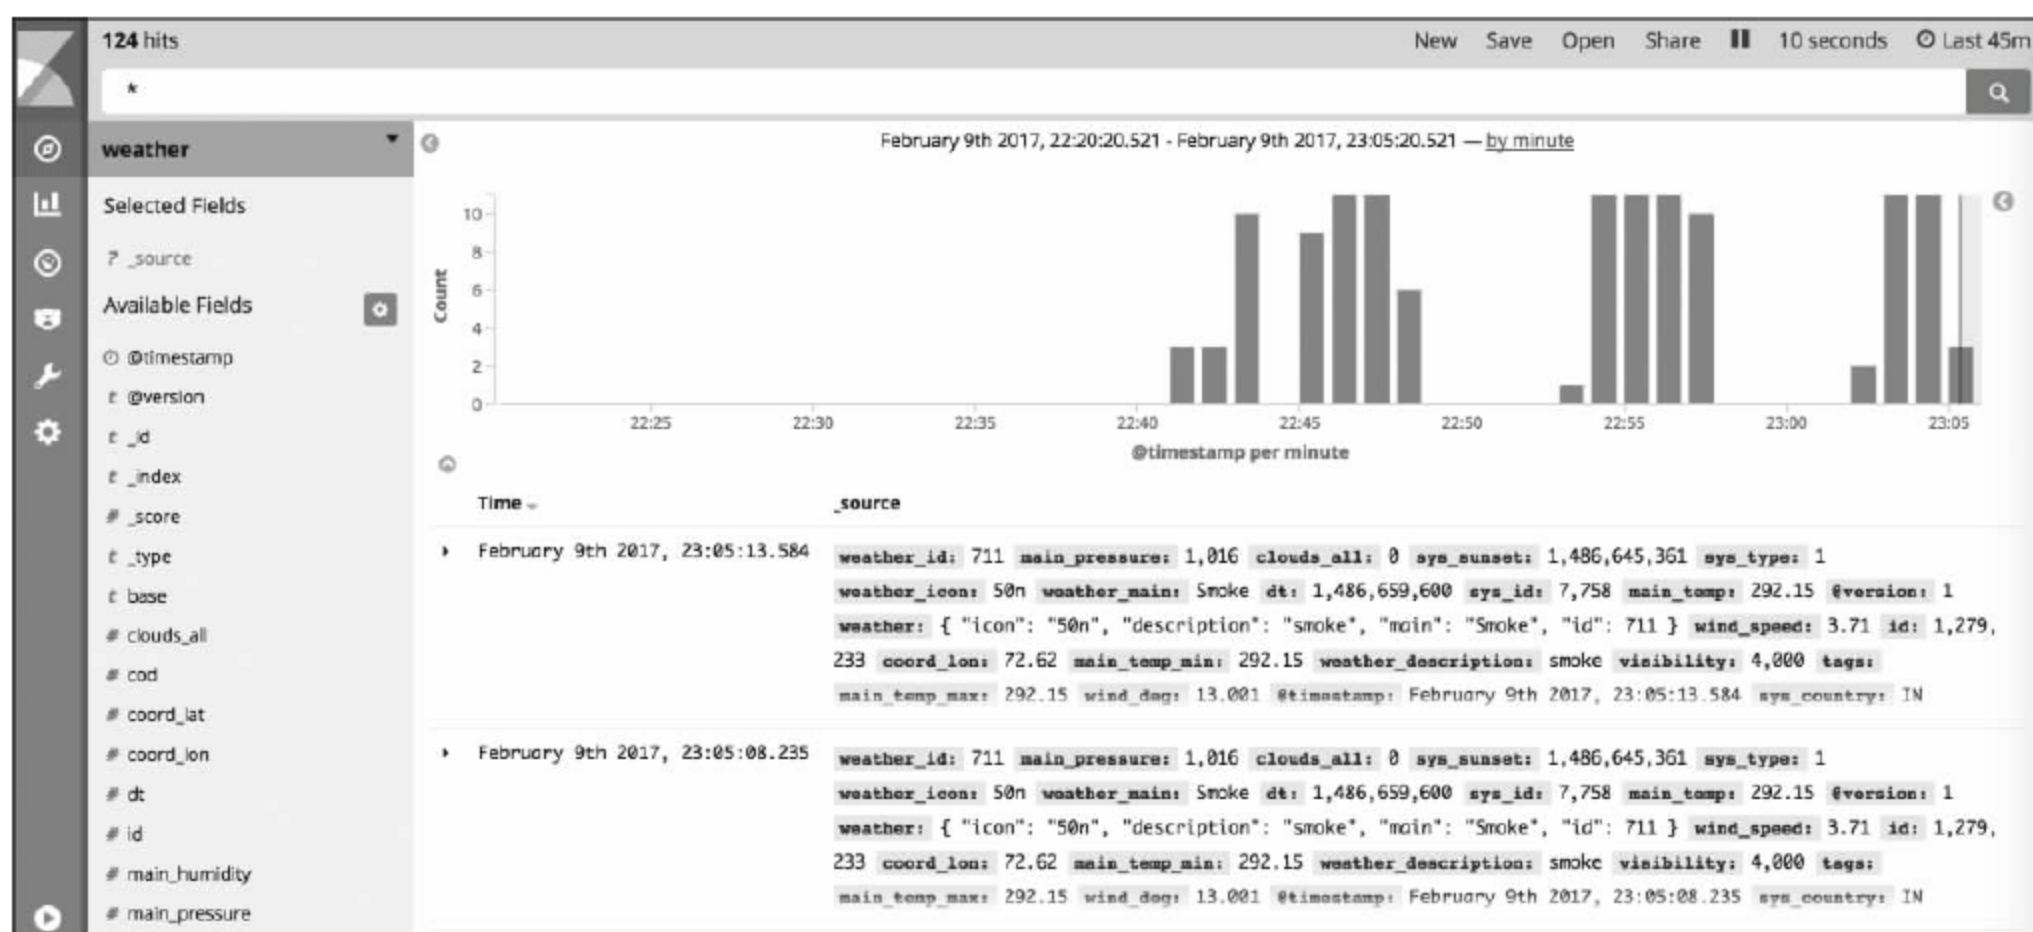 124 hits
New Save Open Share 10 seconds Last 45m
*
weather
Selected Fields
? _source
Available Fields
@timestamp
t @version
t _id
t _index
# _score
t _type
t base
# clouds_all
# cod
# coord_lat
# coord_lon
# dt
# id
# main_humidity
# main_pressure
February 9th 2017, 22:20:20.521 - February 9th 2017, 23:05:20.521 — by minute
Count
10
8
6
4
2
0
22:25 22:30 22:35 22:40 22:45 22:50 22:55 23:00 23:05
@timestamp per minute
Time _source
February 9th 2017, 23:05:13.584
weather_id: 711 main_pressure: 1,016 clouds_all: 0 sys_sunset: 1,486,645,361 sys_type: 1
weather_icon: 50n weather_main: Smoke dt: 1,486,659,600 sys_id: 7,758 main_temp: 292.15 @version: 1
weather: { "icon": "50n", "description": "smoke", "main": "Smoke", "id": 711 } wind_speed: 3.71 id: 1,279,
233 coord_lon: 72.62 main_temp_min: 292.15 weather_description: smoke visibility: 4,000 tags:
main_temp_max: 292.15 wind_deg: 13.001 @timestamp: February 9th 2017, 23:05:13.584 sys_country: IN
February 9th 2017, 23:05:08.235
weather_id: 711 main_pressure: 1,016 clouds_all: 0 sys_sunset: 1,486,645,361 sys_type: 1
weather_icon: 50n weather_main: Smoke dt: 1,486,659,600 sys_id: 7,758 main_temp: 292.15 @version: 1
weather: { "icon": "50n", "description": "smoke", "main": "Smoke", "id": 711 } wind_speed: 3.71 id: 1,279,
233 coord_lon: 72.62 main_temp_min: 292.15 weather_description: smoke visibility: 4,000 tags:
main_temp_max: 292.15 wind_deg: 13.001 @timestamp: February 9th 2017, 23:05:08.235 sys_country: IN